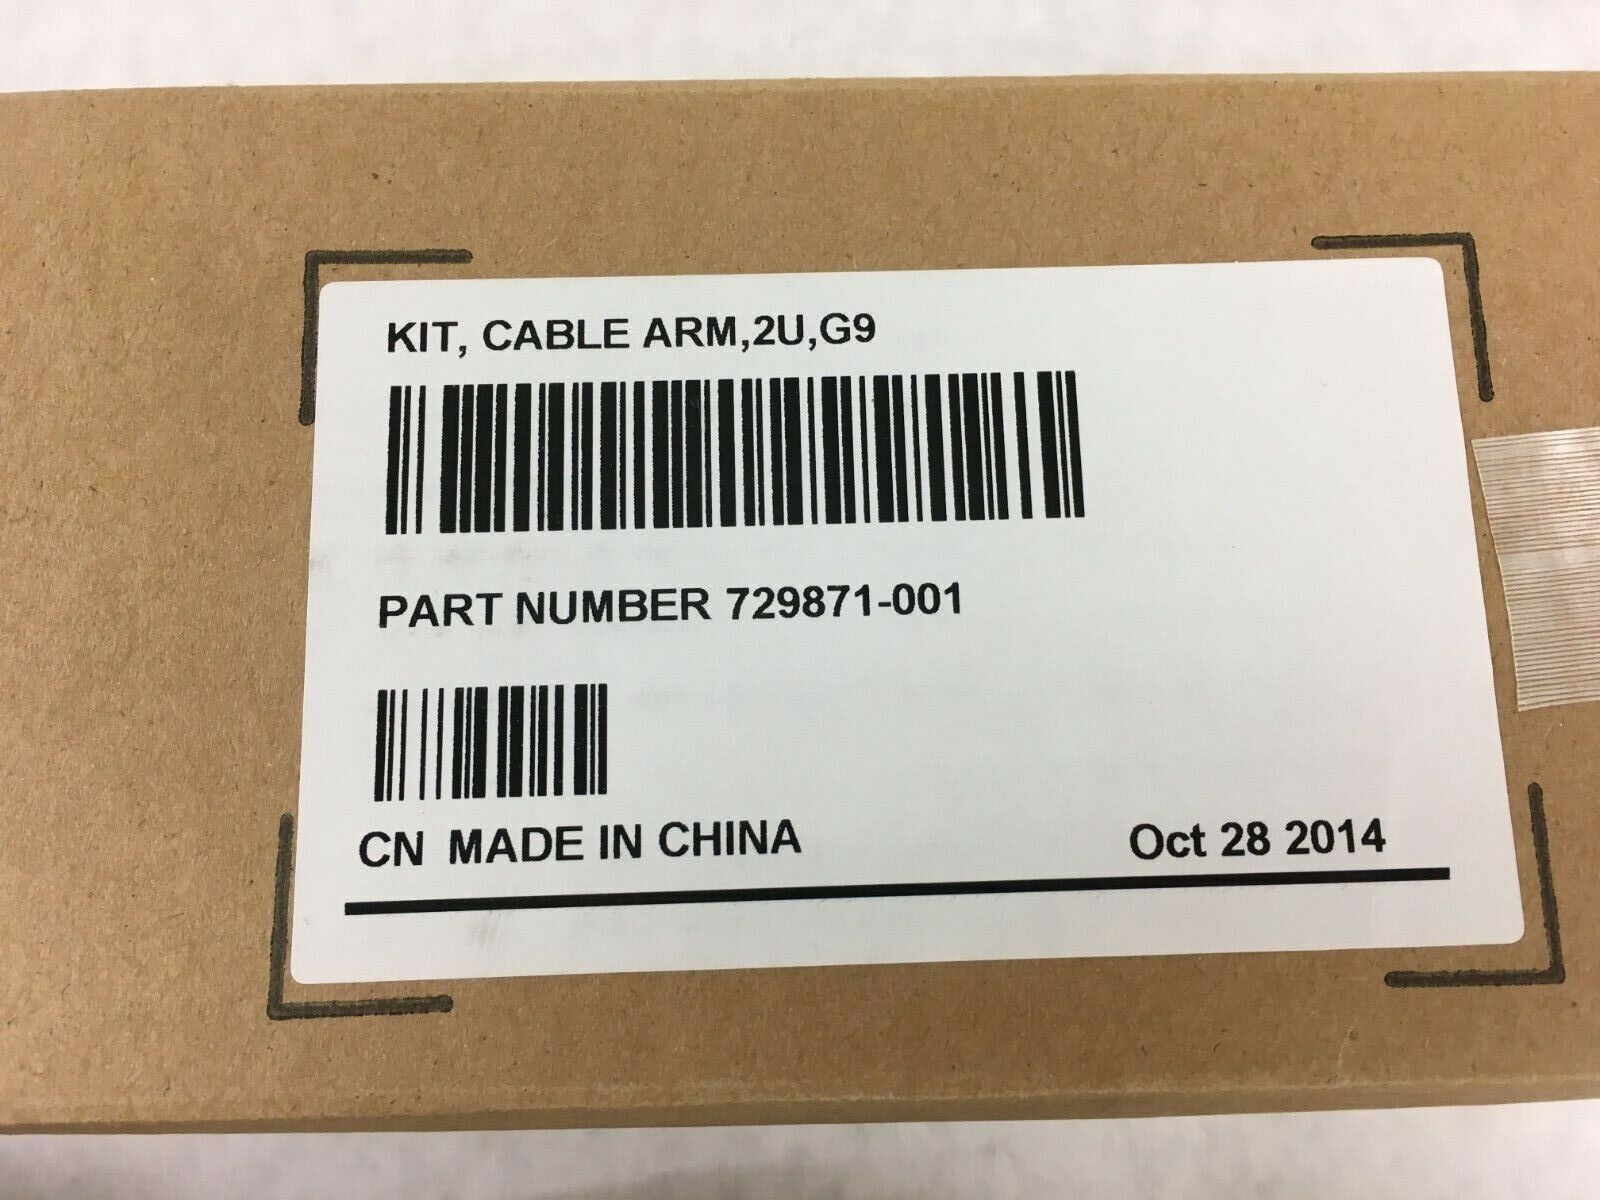 KIT, CABLE ARM,2U,G9
PART NUMBER 729871-001
CN MADE IN CHINA
Oct 28 2014